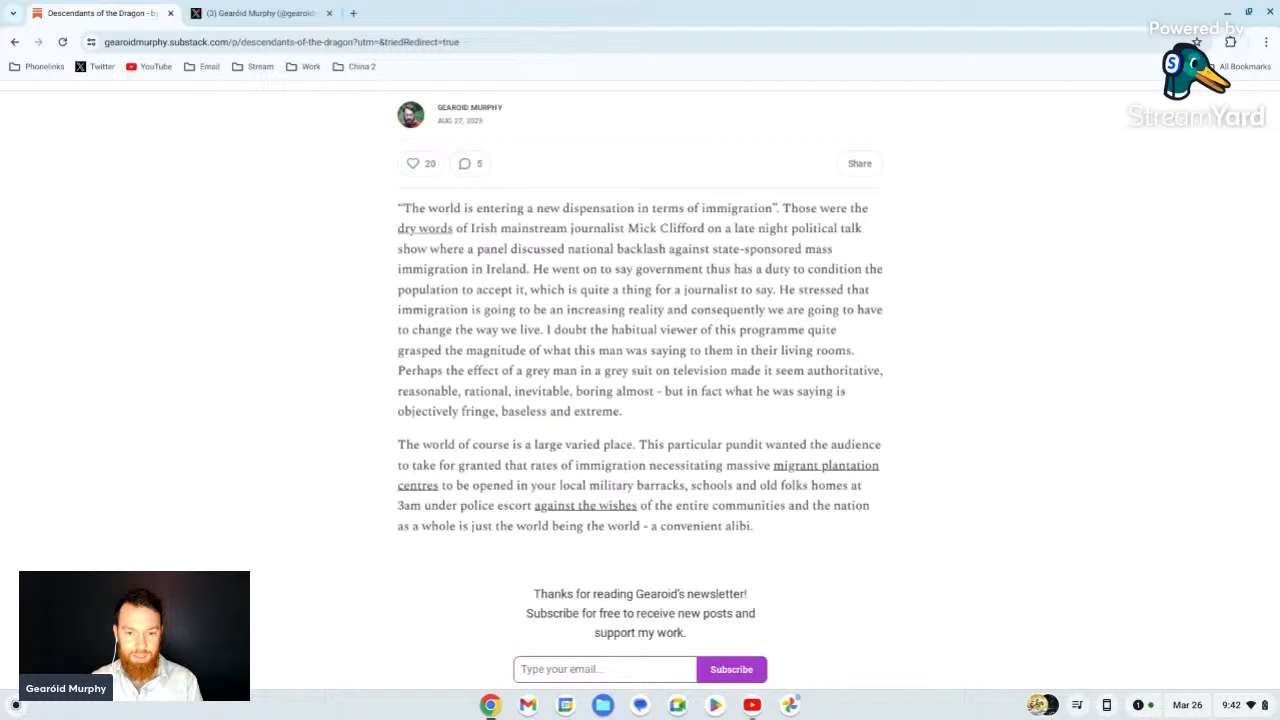 Descendants of the Dragon - by
(3) Gearóid Murphy (@gearoid
Powered by
gearoidmurphy.substack.com/p/descendants-of-the-dragon?utm=&triedRedirect=true
Phonelinks
Twitter
YouTube
Email
Stream
Work
China 2
All Bookmarks
S
StreamYard
GEAROID MURPHY
AUG 27, 2023
20
5
Share
“The world is entering a new dispensation in terms of immigration”. Those were the
dry words of Irish mainstream journalist Mick Clifford on a late night political talk
show where a panel discussed national backlash against state-sponsored mass
immigration in Ireland. He went on to say government thus has a duty to condition the
population to accept it, which is quite a thing for a journalist to say. He stressed that
immigration is going to be an increasing reality and consequently we are going to have
to change the way we live. I doubt the habitual viewer of this programme quite
grasped the magnitude of what this man was saying to them in their living rooms.
Perhaps the effect of a grey man in a grey suit on television made it seem authoritative,
reasonable, rational, inevitable, boring almost - but in fact what he was saying is
objectively fringe, baseless and extreme.
The world of course is a large varied place. This particular pundit wanted the audience
to take for granted that rates of immigration necessitating massive migrant plantation
centres to be opened in your local military barracks, schools and old folks homes at
3am under police escort against the wishes of the entire communities and the nation
as a whole is just the world being the world - a convenient alibi.
Thanks for reading Gearoid’s newsletter!
Subscribe for free to receive new posts and
support my work.
Type your email...
Subscribe
Gearóid Murphy
Mar 26
9:42